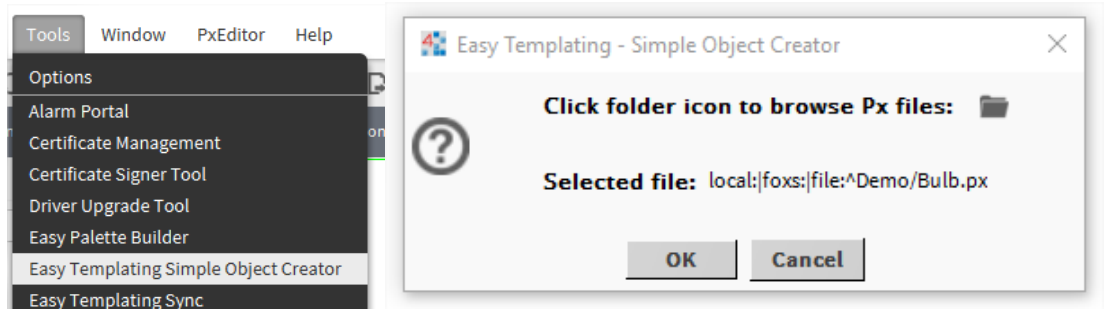 Tools Window PxEditor Help
Options
Alarm Portal
Certificate Management
Certificate Signer Tool
Driver Upgrade Tool
Easy Palette Builder
Easy Templating Simple Object Creator
Easy Templating Sync
Easy Templating - Simple Object Creator
Click folder icon to browse Px files:
Selected file: local:|foxs:|file:^Demo/Bulb.px
OK Cancel